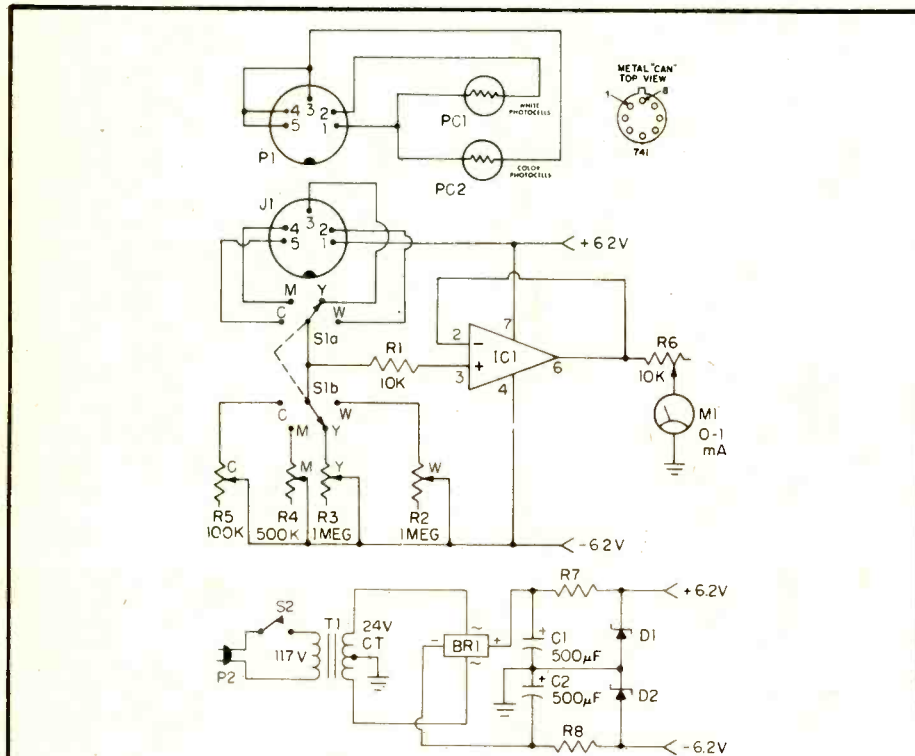 METAL "CAN"
TOP VIEW
1 8
741
3
4 2
5 1
P1
PC1
WHITE
PHOTOCELLS
PC2
COLOR
PHOTOCELLS
J1
3
4 2
5 1
+6.2V
M Y
C W
S1a
R1
10K
2 -
3 +
IC1
7
6
4
R6
10K
M1
0-1
mA
S1b
C W
M Y
C M Y W
R5 R4 R3 R2
100K 500K 1MEG 1MEG
-6.2V
S2
P2
117V
T1
24V
CT
~
- BR1 +
~
R7
+6.2V
+
C1
500µF
D1
+
C2
500µF
D2
R8
-6.2V